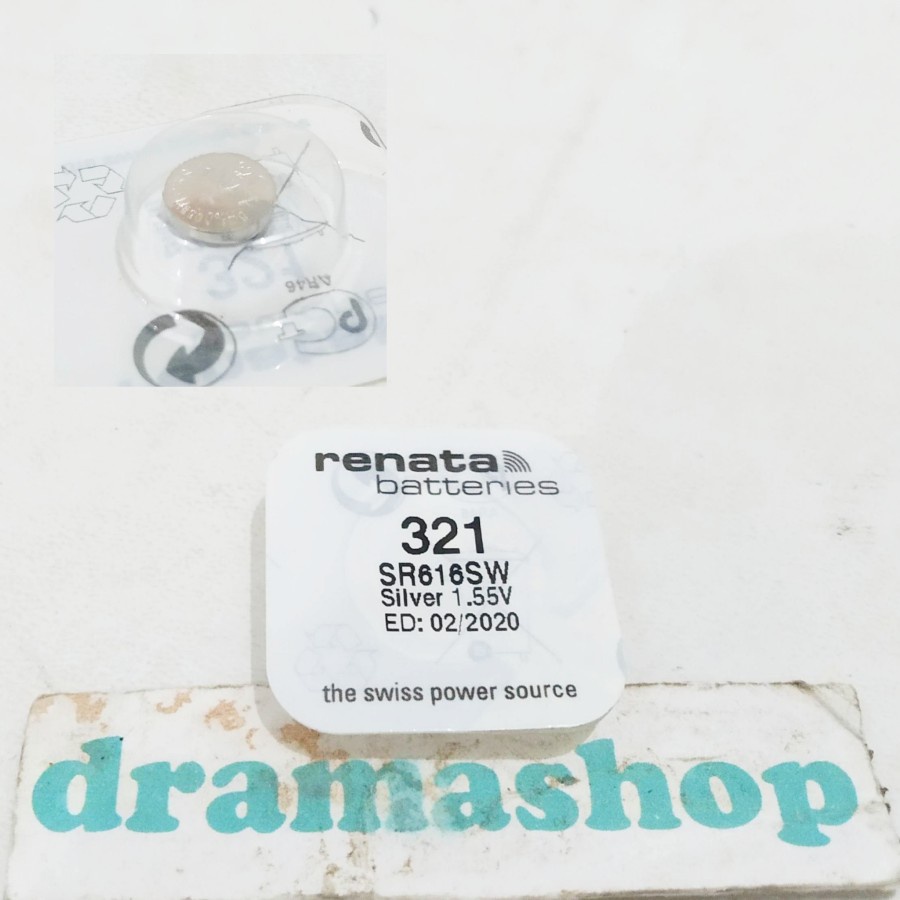 renata
batteries
321
SR616SW
Silver 1.55V
ED: 02/2020
the swiss power source
dramashop